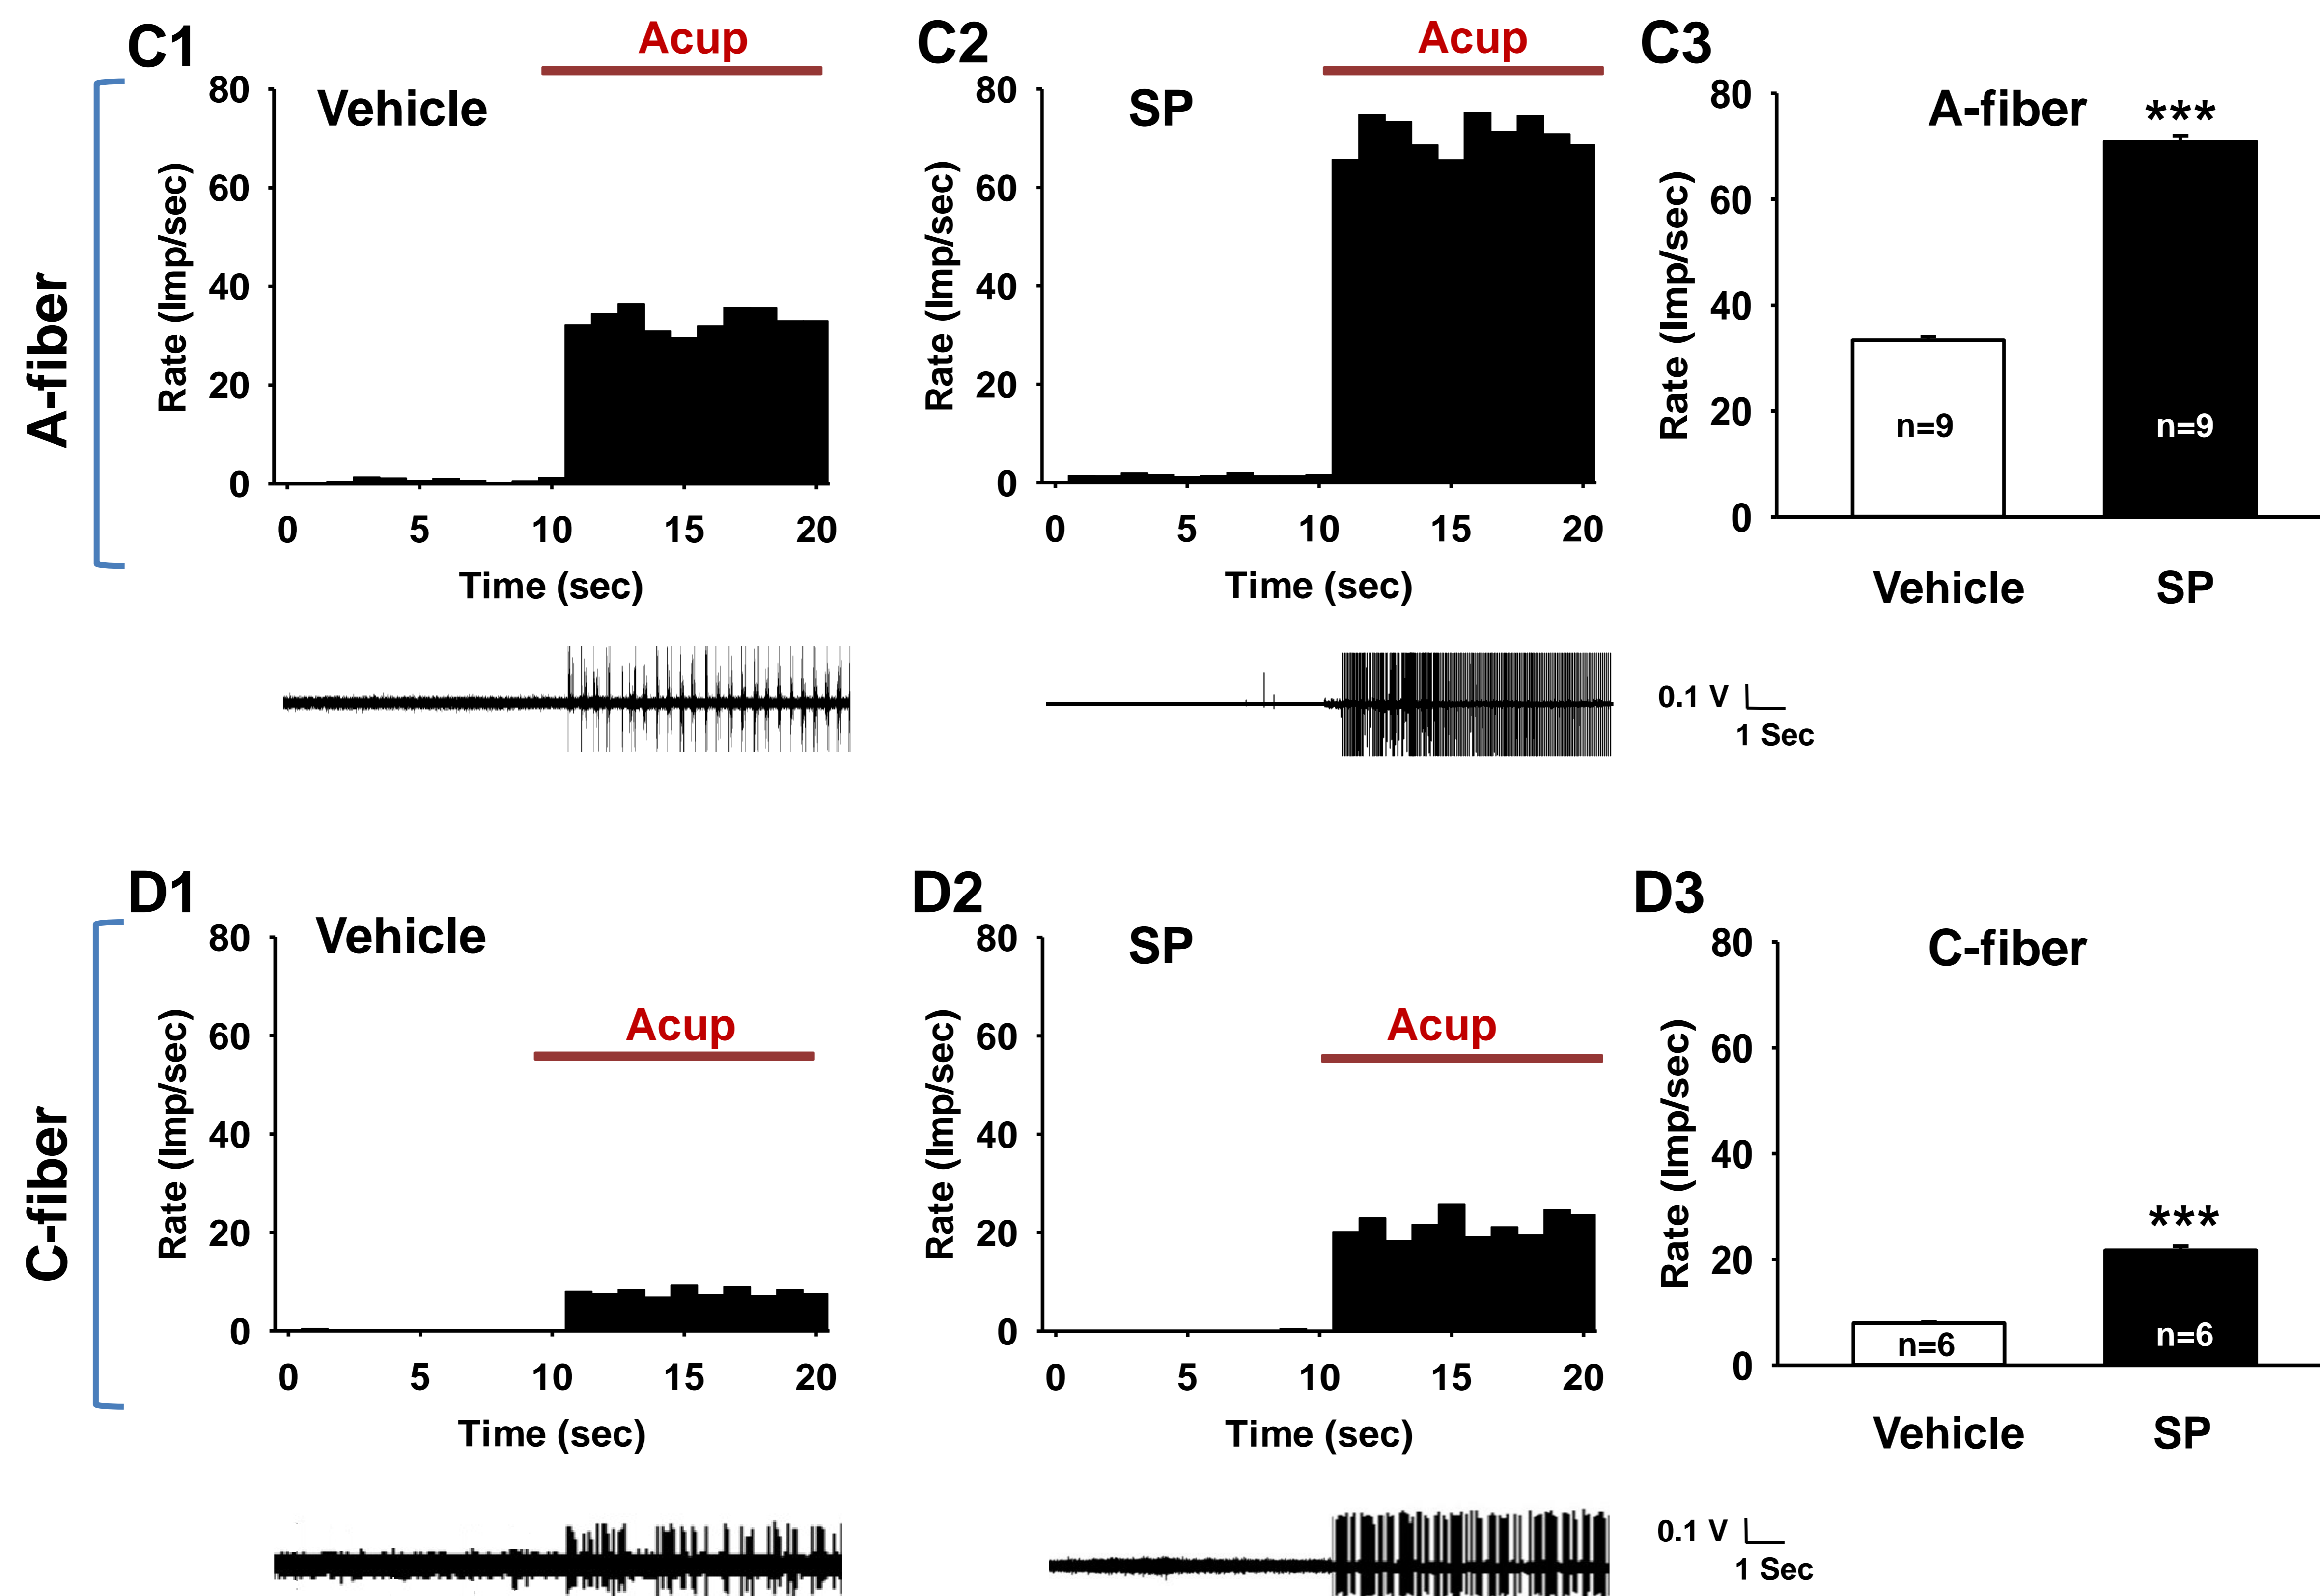 C1
Acup
Vehicle
A-fiber
Rate (Imp/sec)
80
60
40
20
0
0 5 10 15 20
Time (sec)
C2
Acup
SP
Rate (Imp/sec)
80
60
40
20
0
0 5 10 15 20
Time (sec)
C3
A-fiber
***
Rate (Imp/sec)
80
60
40
20
0
n=9 n=9
Vehicle SP
0.1 V
1 Sec
D1
Vehicle
Acup
C-fiber
Rate (Imp/sec)
80
60
40
20
0
0 5 10 15 20
Time (sec)
D2
SP
Acup
Rate (Imp/sec)
80
60
40
20
0
0 5 10 15 20
Time (sec)
D3
C-fiber
***
Rate (Imp/sec)
80
60
40
20
0
n=6 n=6
Vehicle SP
0.1 V
1 Sec